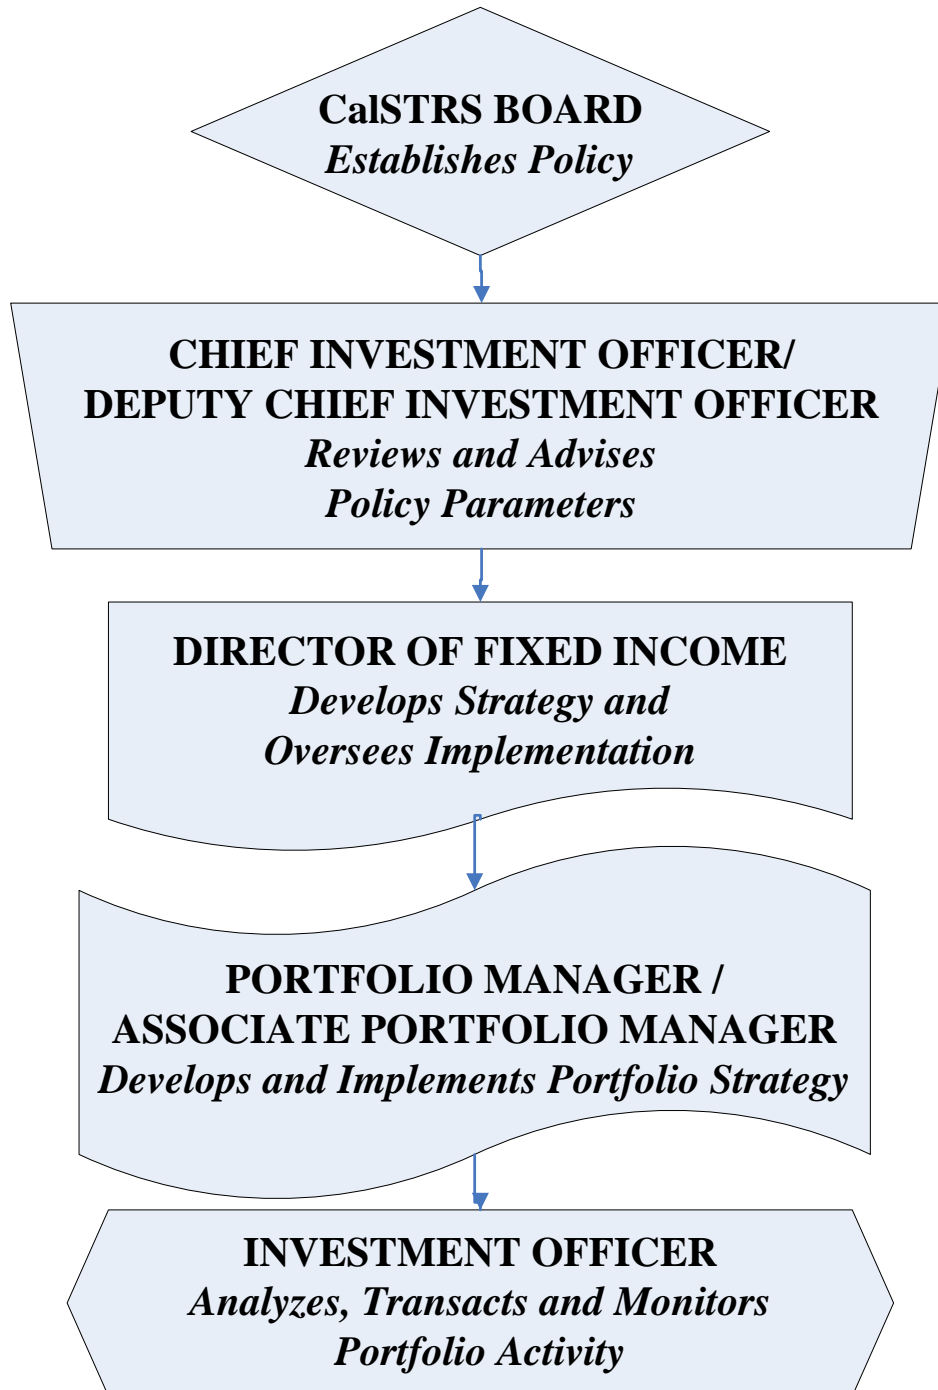 CalSTRS BOARD
Establishes Policy
CHIEF INVESTMENT OFFICER/
DEPUTY CHIEF INVESTMENT OFFICER
Reviews and Advises
Policy Parameters
DIRECTOR OF FIXED INCOME
Develops Strategy and
Oversees Implementation
PORTFOLIO MANAGER /
ASSOCIATE PORTFOLIO MANAGER
Develops and Implements Portfolio Strategy
INVESTMENT OFFICER
Analyzes, Transacts and Monitors
Portfolio Activity